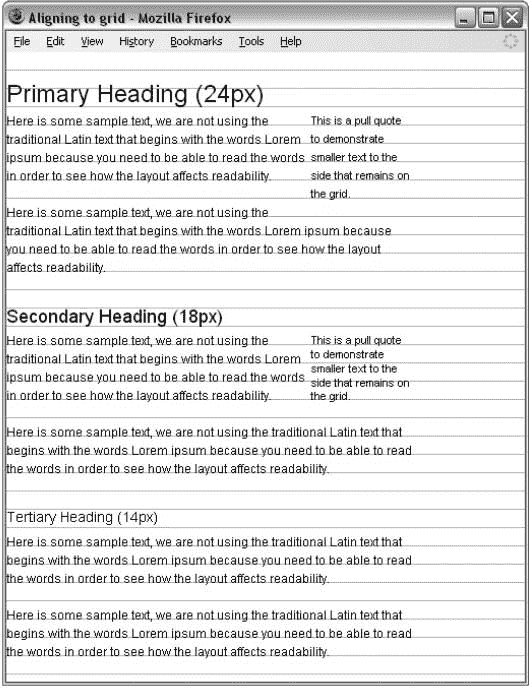 Aligning to grid - Mozilla Firefox
File Edit View History Bookmarks Tools Help
Primary Heading (24px)
Here is some sample text, we are not using the
traditional Latin text that begins with the words Lorem
ipsum because you need to be able to read the words
in order to see how the layout affects readability.
This is a pull quote
to demonstrate
smaller text to the
side that remains on
the grid.
Here is some sample text, we are not using the
traditional Latin text that begins with the words Lorem ipsum because
you need to be able to read the words in order to see how the layout
affects readability.
Secondary Heading (18px)
Here is some sample text, we are not using the
traditional Latin text that begins with the words Lorem
ipsum because you need to be able to read the words
in order to see how the layout affects readability.
This is a pull quote
to demonstrate
smaller text to the
side that remains on
the grid.
Here is some sample text, we are not using the traditional Latin text that
begins with the words Lorem ipsum because you need to be able to read
the words in order to see how the layout affects readability.
Tertiary Heading (14px)
Here is some sample text, we are not using the traditional Latin text that
begins with the words Lorem ipsum because you need to be able to read
the words in order to see how the layout affects readability.
Here is some sample text, we are not using the traditional Latin text that
begins with the words Lorem ipsum because you need to be able to read
the words in order to see how the layout affects readability.